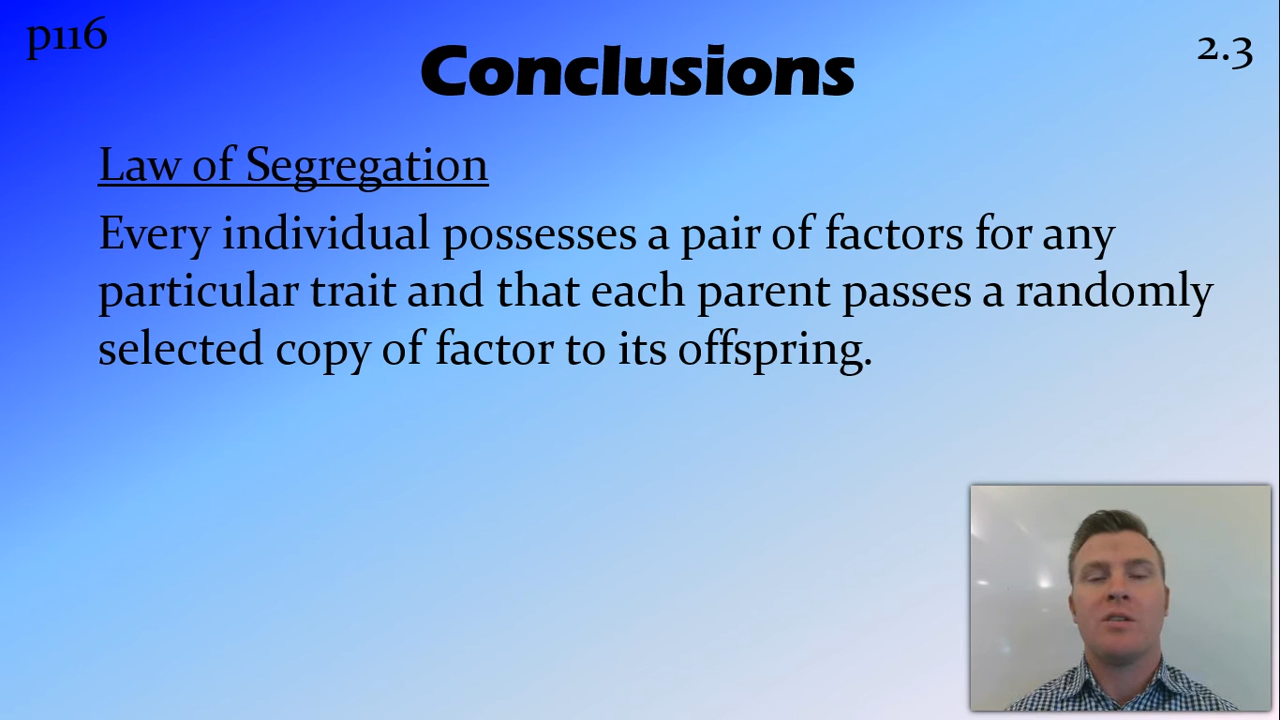 p116
Conclusions
2.3
Law of Segregation
Every individual possesses a pair of factors for any
particular trait and that each parent passes a randomly
selected copy of factor to its offspring.